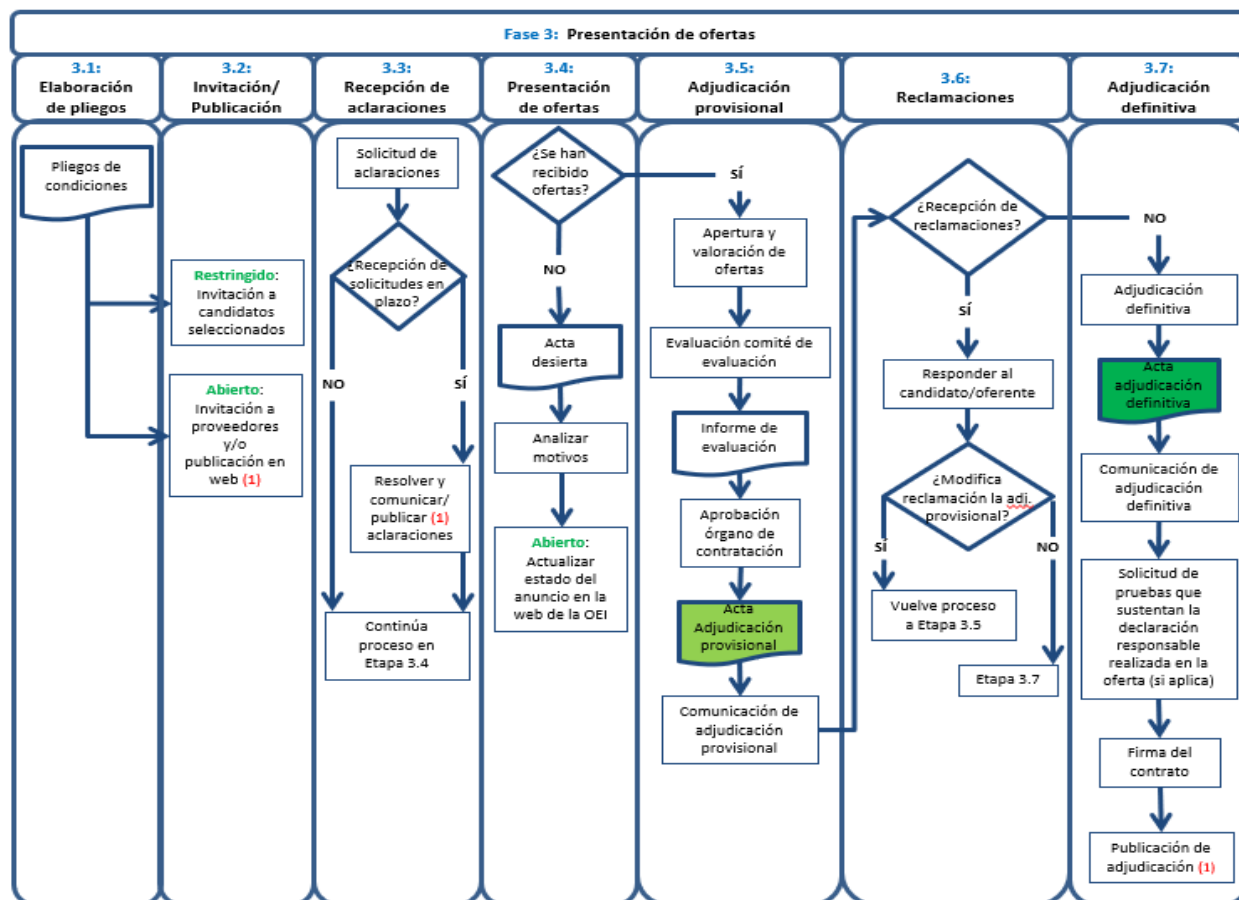 Fase 3: Presentación de ofertas
3.1:
Elaboración
de pliegos
3.2:
Invitación/
Publicación
3.3:
Recepción de
aclaraciones
3.4:
Presentación
de ofertas
3.5:
Adjudicación
provisional
3.6:
Reclamaciones
3.7:
Adjudicación
definitiva
Pliegos de
condiciones
Restringido:
Invitación a
candidatos
seleccionados
Abierto:
Invitación a
proveedores
y/o
publicación en
web (1)
Solicitud de
aclaraciones
¿Recepción de
solicitudes en
plazo?
NO
SÍ
Resolver y
comunicar/
publicar (1)
aclaraciones
Continúa
proceso en
Etapa 3.4
¿Se han
recibido
ofertas?
SÍ
NO
Acta
desierta
Analizar
motivos
Abierto:
Actualizar
estado del
anuncio en la
web de la OEI
Apertura y
valoración de
ofertas
Evaluación comité de
evaluación
Informe de
evaluación
Aprobación
órgano de
contratación
Acta
Adjudicación
provisional
Comunicación de
adjudicación
provisional
¿Recepción de
reclamaciones?
NO
SÍ
Responder al
candidato/oferente
¿Modifica
reclamación la adj.
provisional?
SÍ
NO
Vuelve proceso
a Etapa 3.5
Etapa 3.7
Adjudicación
definitiva
Acta
adjudicación
definitiva
Comunicación de
adjudicación
definitiva
Solicitud de
pruebas que
sustentan la
declaración
responsable
realizada en la
oferta (si aplica)
Firma del
contrato
Publicación de
adjudicación (1)